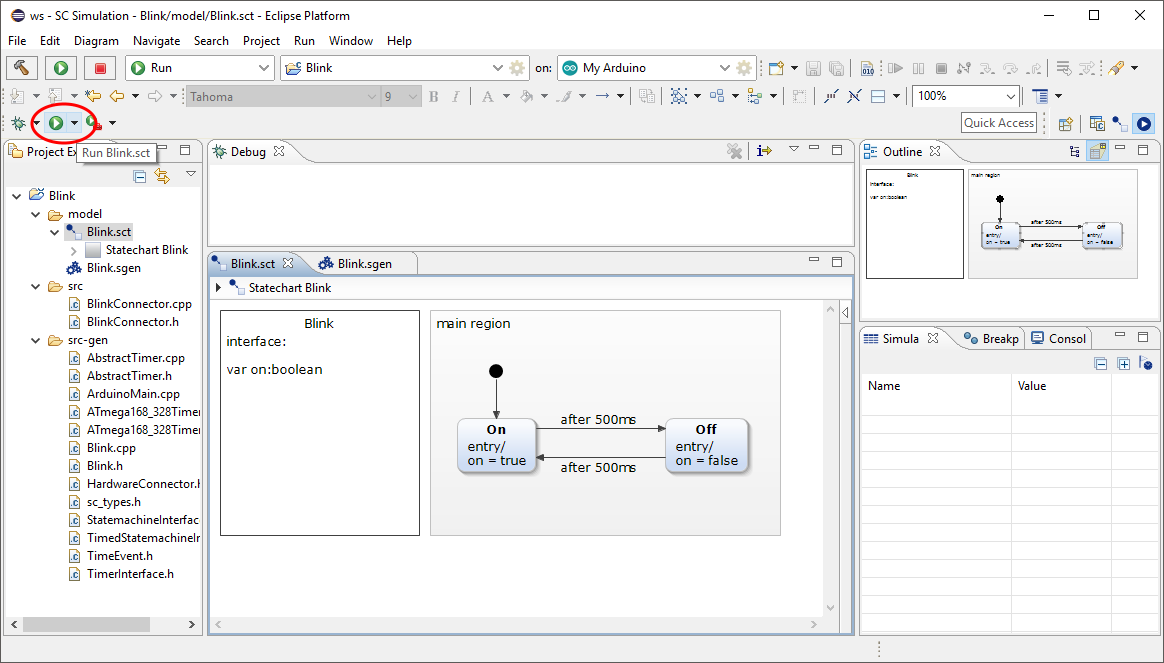 ws - SC Simulation - Blink/model/Blink.sct - Eclipse Platform
File Edit Diagram Navigate Search Project Run Window Help
Run Blink on: My Arduino 010
Tahoma 9 B I A 100%
Quick Access
Project Ex
Run Blink.sct
Blink
model
Blink.sct
Statechart Blink
Blink.sgen
src
BlinkConnector.cpp
BlinkConnector.h
src-gen
AbstractTimer.cpp
AbstractTimer.h
ArduinoMain.cpp
ATmega168_328Timer
ATmega168_328Timer
Blink.cpp
Blink.h
HardwareConnector.h
sc_types.h
StatemachineInterfac
TimedStatemachineIn
TimeEvent.h
TimerInterface.h
Debug
Blink.sct Blink.sgen
Statechart Blink
Blink
interface:
var on:boolean
main region
On
entry/
on = true
after 500ms
after 500ms
Off
entry/
on = false
Outline
Blink
interface:
var on:boolean
main region
On
entry/
on = true
after 500ms
after 500ms
Off
entry/
on = false
Simula Breakp Consol
Name Value